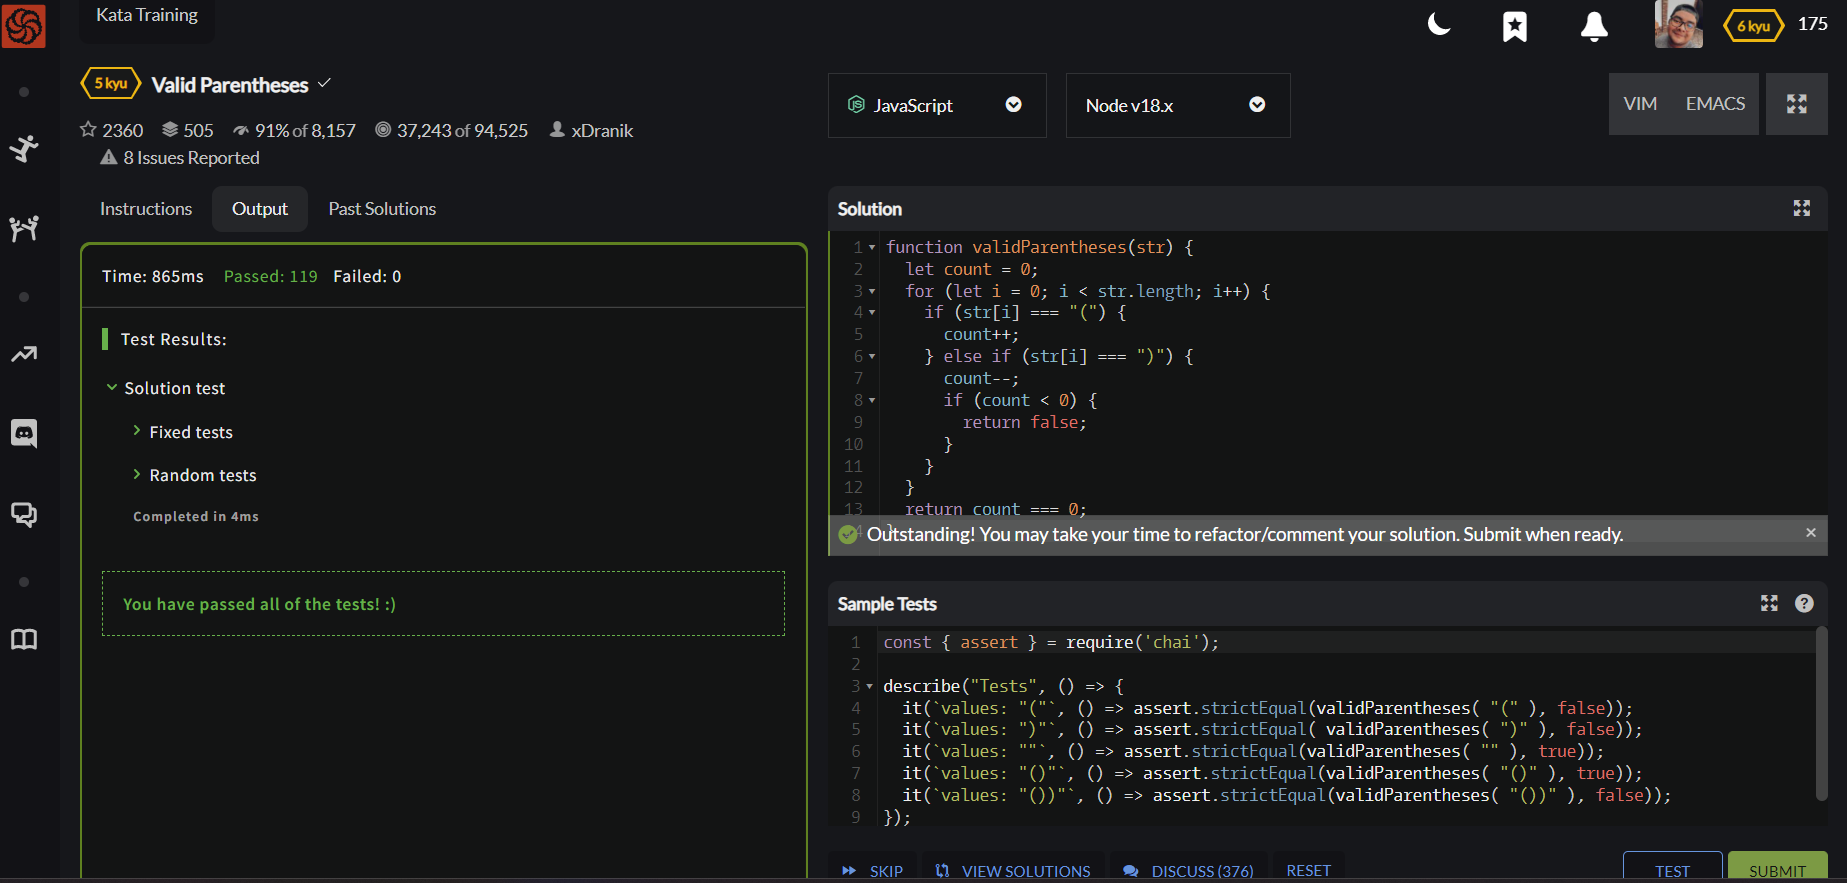 Kata Training
6 kyu 175
5 kyu Valid Parentheses
2360 505 91% of 8,157 37,243 of 94,525 xDranik
8 Issues Reported
Instructions Output Past Solutions
Time: 865ms Passed: 119 Failed: 0
Test Results:
Solution test
Fixed tests
Random tests
Completed in 4ms
You have passed all of the tests! :)
JavaScript Node v18.x VIM EMACS
Solution
1 function validParentheses(str) {
2 let count = 0;
3 for (let i = 0; i < str.length; i++) {
4 if (str[i] === "(") {
5 count++;
6 } else if (str[i] === ")") {
7 count--;
8 if (count < 0) {
9 return false;
10 }
11 }
12 }
13 return count === 0;
Outstanding! You may take your time to refactor/comment your solution. Submit when ready. ×
Sample Tests
1 const { assert } = require('chai');
2
3 describe("Tests", () => {
4 it(`values: "("`, () => assert.strictEqual(validParentheses( "(" ), false));
5 it(`values: ")"`, () => assert.strictEqual( validParentheses( ")" ), false));
6 it(`values: ""`, () => assert.strictEqual(validParentheses( "" ), true));
7 it(`values: "()"`, () => assert.strictEqual(validParentheses( "()" ), true));
8 it(`values: "())"`, () => assert.strictEqual(validParentheses( "())" ), false));
9 });
SKIP VIEW SOLUTIONS DISCUSS (376) RESET TEST SUBMIT